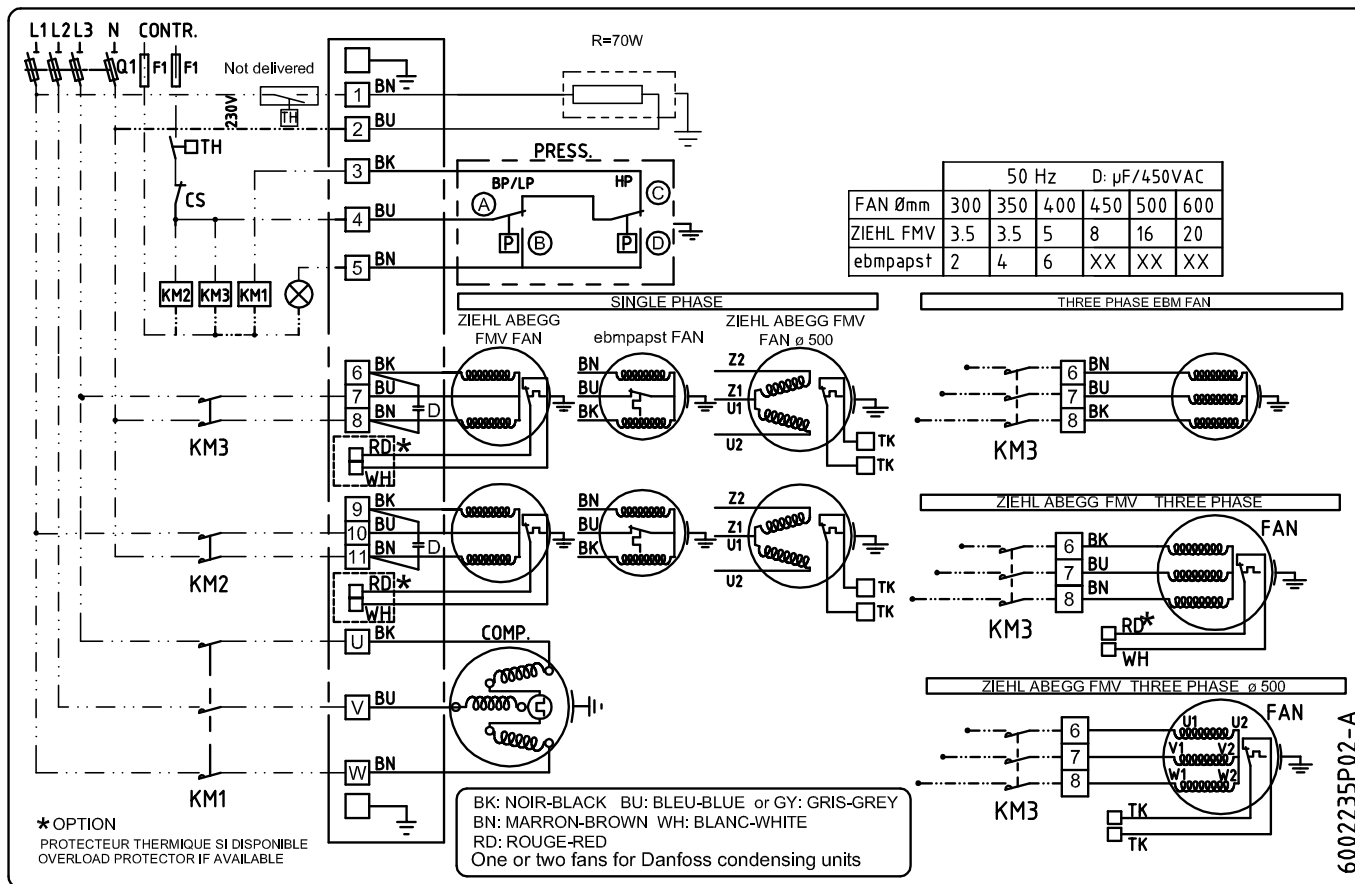 L1 L2 L3 N CONTR.
Q1 F1 F1
Not delivered
230V
TH
TH
CS
KM2 KM3 KM1
1 BN
2 BU
3 BK
4 BU
5 BN
R=70W
PRESS.
BP/LP HP
A B C D
P P
50 Hz D: µF/450VAC
FAN Ømm 300 350 400 450 500 600
ZIEHL FMV 3.5 3.5 5 8 16 20
ebmpapst 2 4 6 XX XX XX
SINGLE PHASE
ZIEHL ABEGG
FMV FAN
ebmpapst FAN
ZIEHL ABEGG FMV
FAN ø 500
6 BK
7 BU
8 BN
D
RD*
WH
KM3
BN
BU
BK
Z2
Z1
U1
U2
TK
TK
9 BK
10 BU
11 BN
D
RD*
WH
KM2
BN
BU
BK
Z2
Z1
U1
U2
TK
TK
U BK
V BU
W BN
KM1
COMP.
THREE PHASE EBM FAN
6 BN
7 BU
8 BK
KM3
ZIEHL ABEGG FMV THREE PHASE
FAN
6 BK
7 BU
8 BN
KM3
RD*
WH
ZIEHL ABEGG FMV THREE PHASE ø 500
FAN
6 U1 U2
7 V1 V2
8 W1 W2
KM3
TK
TK
* OPTION
PROTECTEUR THERMIQUE SI DISPONIBLE
OVERLOAD PROTECTOR IF AVAILABLE
BK: NOIR-BLACK BU: BLEU-BLUE or GY: GRIS-GREY
BN: MARRON-BROWN WH: BLANC-WHITE
RD: ROUGE-RED
One or two fans for Danfoss condensing units
6002235P02-A